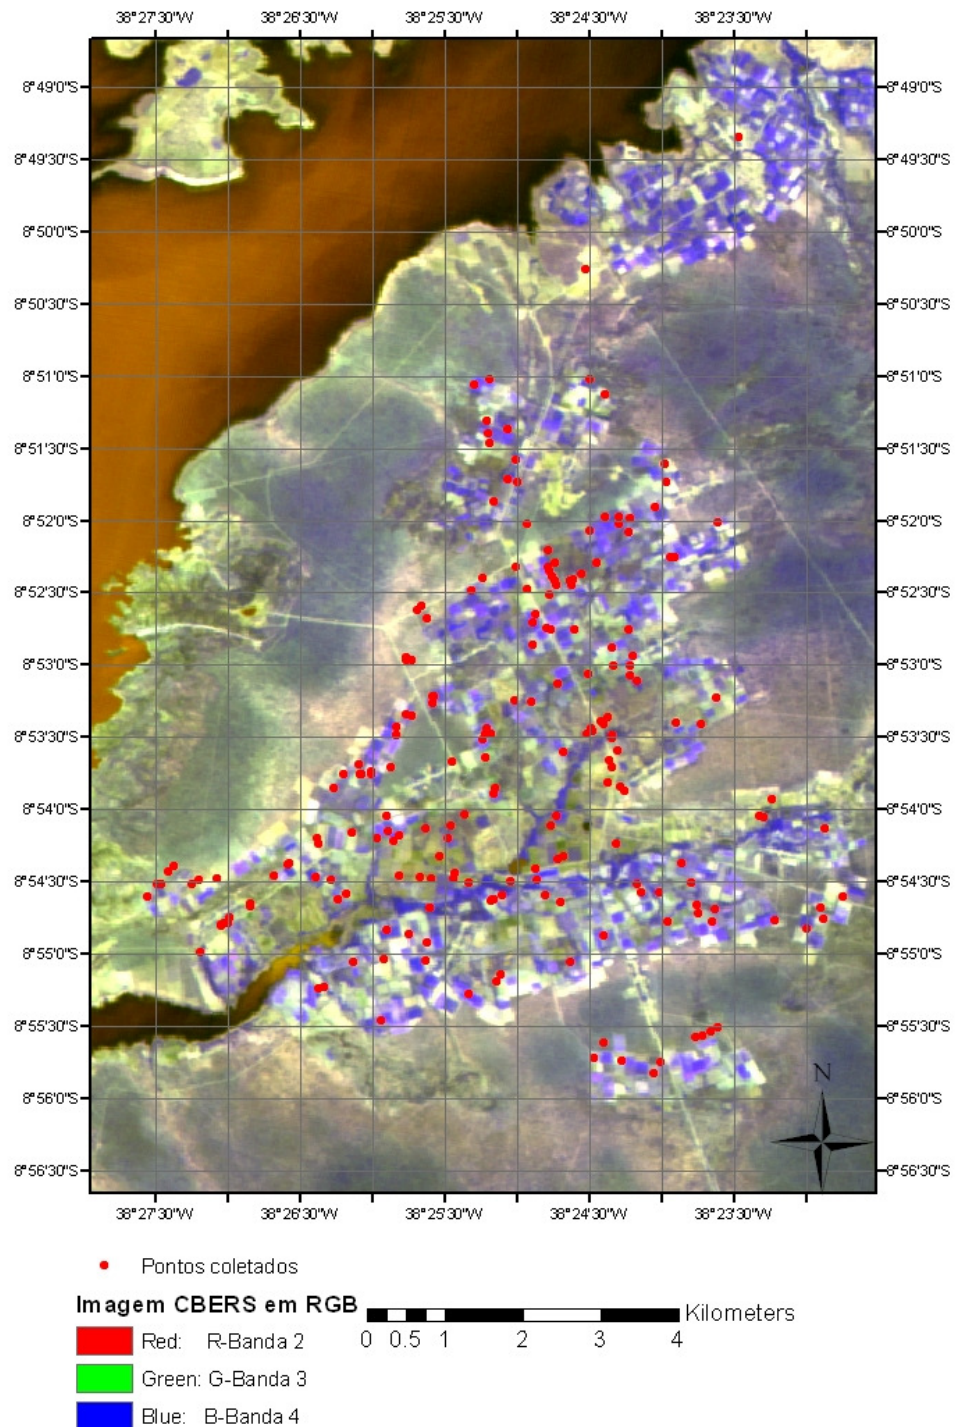 38°27'30"W 38°26'30"W 38°25'30"W 38°24'30"W 38°23'30"W
8°49'0"S 8°49'0"S
8°49'30"S 8°49'30"S
8°50'0"S 8°50'0"S
8°50'30"S 8°50'30"S
8°51'0"S 8°51'0"S
8°51'30"S 8°51'30"S
8°52'0"S 8°52'0"S
8°52'30"S 8°52'30"S
8°53'0"S 8°53'0"S
8°53'30"S 8°53'30"S
8°54'0"S 8°54'0"S
8°54'30"S 8°54'30"S
8°55'0"S 8°55'0"S
8°55'30"S 8°55'30"S
N
8°56'0"S 8°56'0"S
8°56'30"S 8°56'30"S
38°27'30"W 38°26'30"W 38°25'30"W 38°24'30"W 38°23'30"W
Pontos coletados
Imagem CBERS em RGB
Kilometers
0 0.5 1 2 3 4
Red: R-Banda 2
Green: G-Banda 3
Blue: B-Banda 4